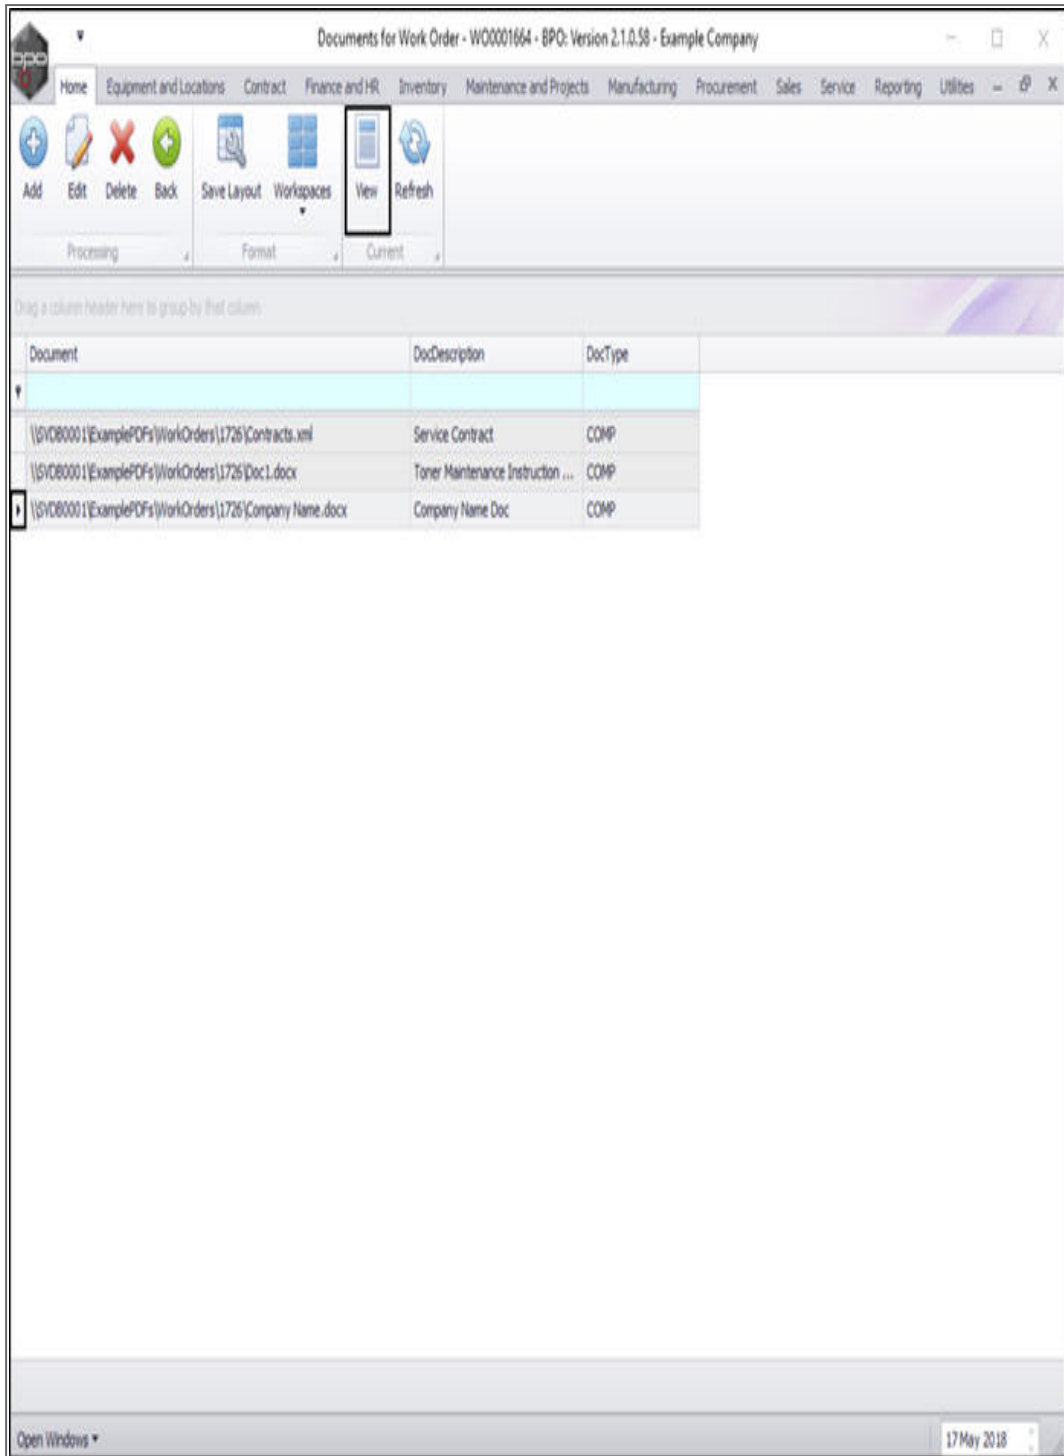 Documents for Work Order - WO0001664 - BPO: Version 2.1.0.58 - Example Company
bpo
Home Equipment and Locations Contract Finance and HR Inventory Maintenance and Projects Manufacturing Procurement Sales Service Reporting Utilities
Add Edit Delete Back Save Layout Workspaces View Refresh
Processing Format Current
Drag a column header here to group by that column
Document DocDescription DocType
\\SVDB0001\ExamplePDFs\WorkOrders\1726\Contracts.xml Service Contract COMP
\\SVDB0001\ExamplePDFs\WorkOrders\1726\Doc1.docx Toner Maintenance Instruction ... COMP
\\SVDB0001\ExamplePDFs\WorkOrders\1726\Company Name.docx Company Name Doc COMP
Open Windows
17 May 2018